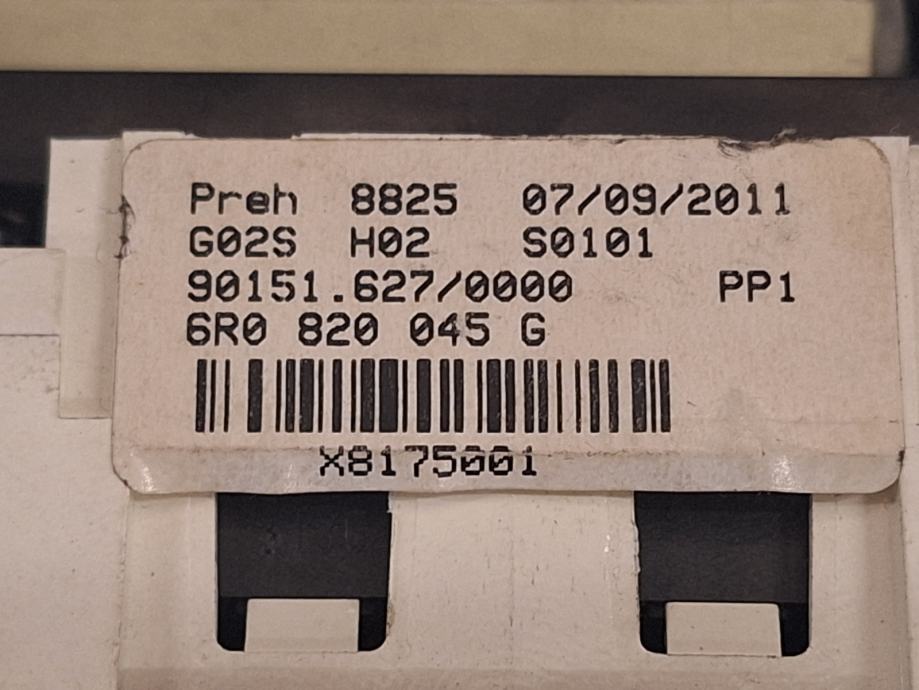 Preh 8825 07/09/2011
G02S H02 S0101
90151.627/0000 PP1
6R0 820 045 G
X8175001